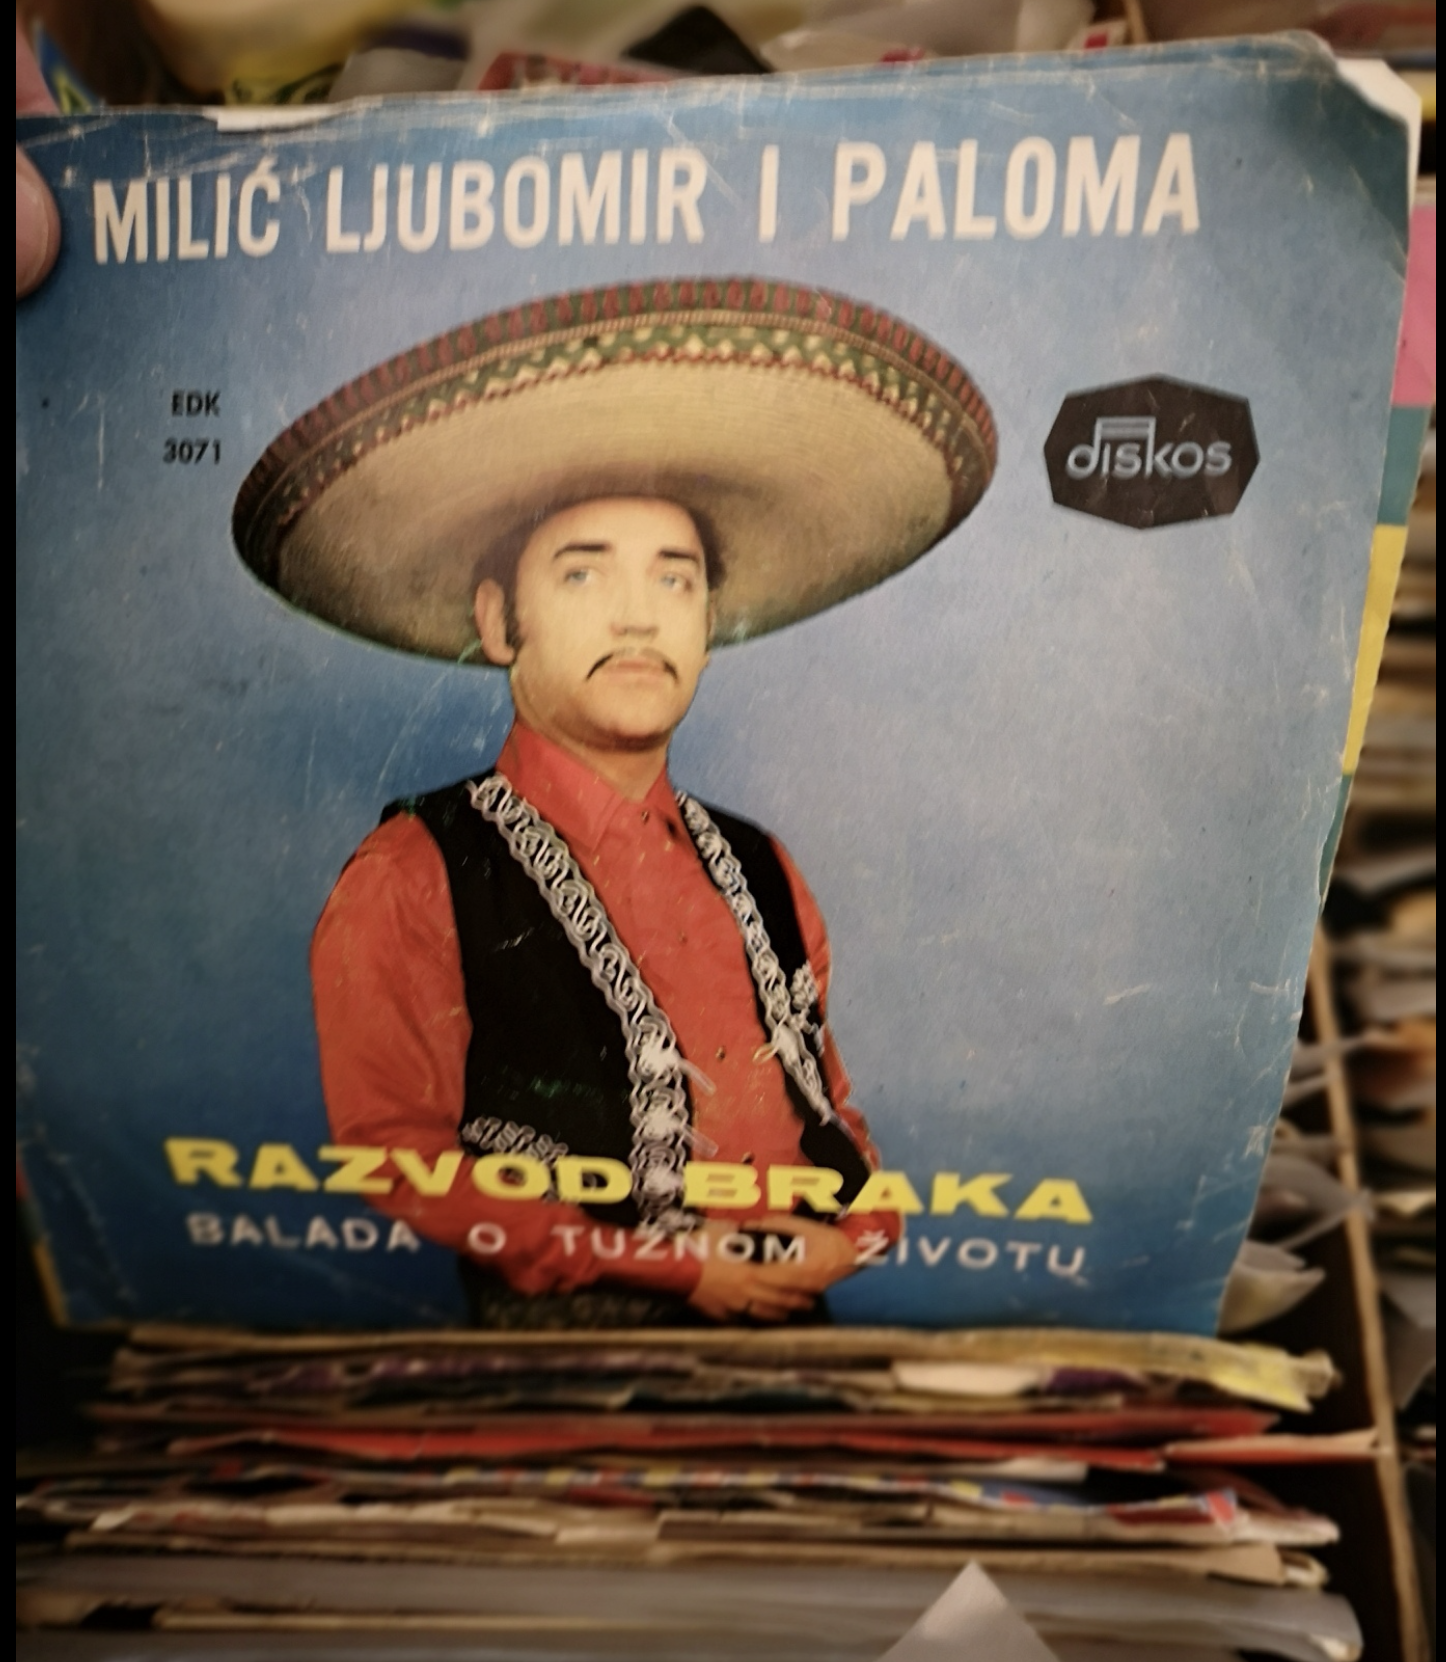 MILIĆ LJUBOMIR I PALOMA
EDK
3071
diskos
RAZVOD BRAKA
BALADA O TUŽNOM ŽIVOTU